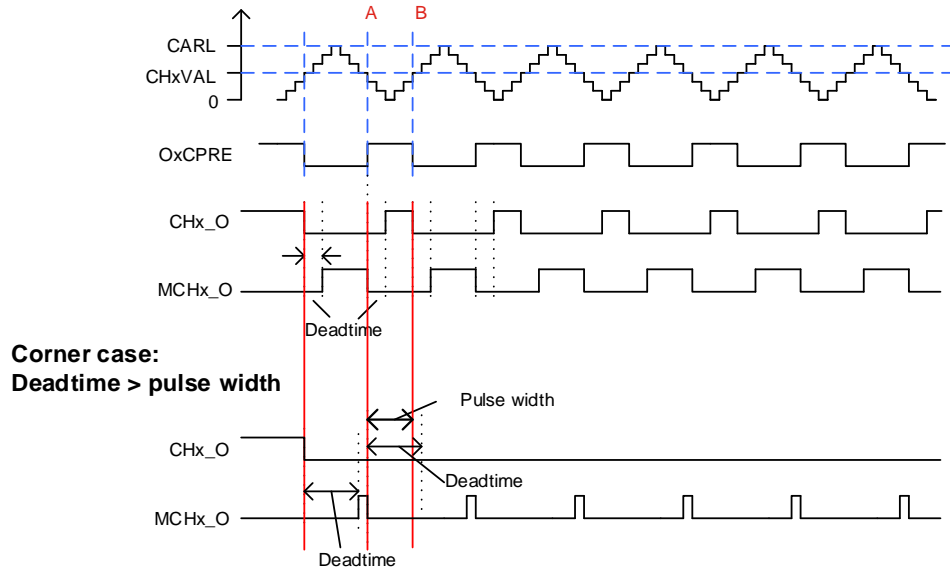 A B
CARL
CHxVAL
0
OxCPRE
CHx_O
MCHx_O
Deadtime
Corner case:
Deadtime > pulse width
Pulse width
CHx_O
Deadtime
MCHx_O
Deadtime